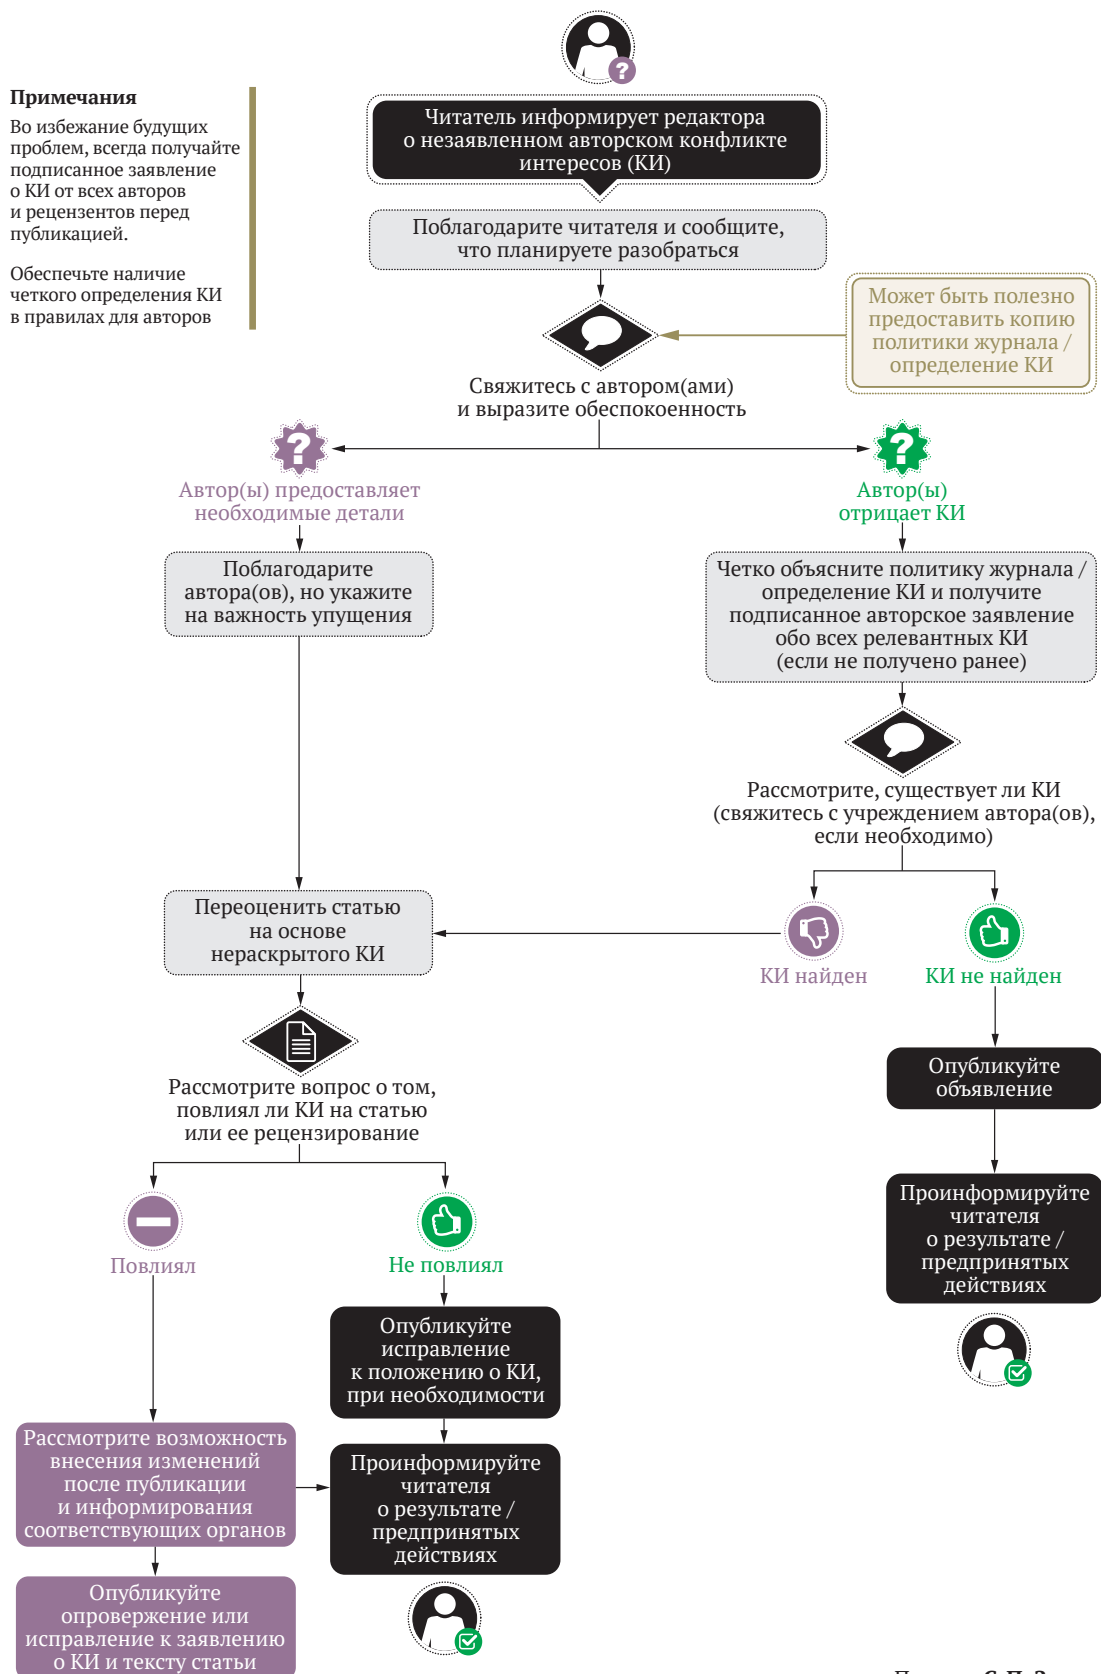 Примечания
Во избежание будущих
проблем, всегда получайте
подписанное заявление
о КИ от всех авторов
и рецензентов перед
публикацией.
Обеспечьте наличие
четкого определения КИ
в правилах для авторов
?
Читатель информирует редактора
о незаявленном авторском конфликте
интересов (КИ)
Поблагодарите читателя и сообщите,
что планируете разобраться
Может быть полезно
предоставить копию
политики журнала /
определение КИ
Свяжитесь с автором(ами)
и выразите обеспокоенность
?
Автор(ы) предоставляет
необходимые детали
?
Автор(ы)
отрицает КИ
Поблагодарите
автора(ов), но укажите
на важность упущения
Четко объясните политику журнала /
определение КИ и получите
подписанное авторское заявление
обо всех релевантных КИ
(если не получено ранее)
Рассмотрите, существует ли КИ
(свяжитесь с учреждением автора(ов),
если необходимо)
Переоценить статью
на основе
нераскрытого КИ
КИ найден
КИ не найден
Рассмотрите вопрос о том,
повлиял ли КИ на статью
или ее рецензирование
Опубликуйте
объявление
Проинформируйте
читателя
о результате /
предпринятых
действиях
Повлиял
Не повлиял
Опубликуйте
исправление
к положению о КИ,
при необходимости
Рассмотрите возможность
внесения изменений
после публикации
и информирования
соответствующих органов
Проинформируйте
читателя
о результате /
предпринятых
действиях
Опубликуйте
опровержение или
исправление к заявлению
о КИ и тексту статьи